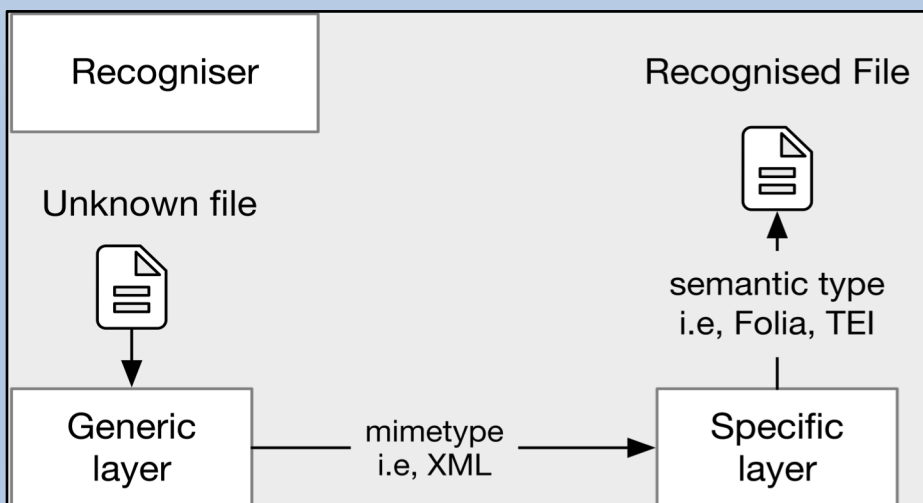 Recogniser
Recognised File
Unknown file
semantic type
i.e, Folia, TEI
Generic
layer
mimetype
i.e, XML
Specific
layer